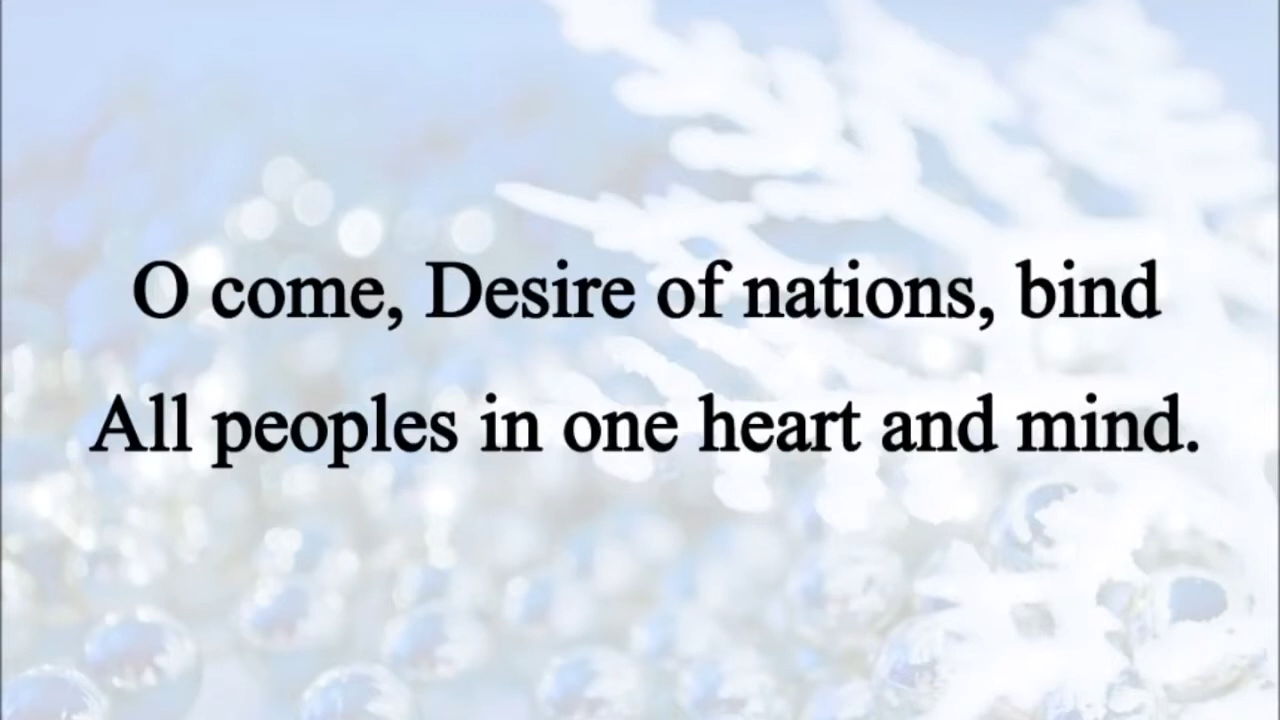 O come, Desire of nations, bind
All peoples in one heart and mind.